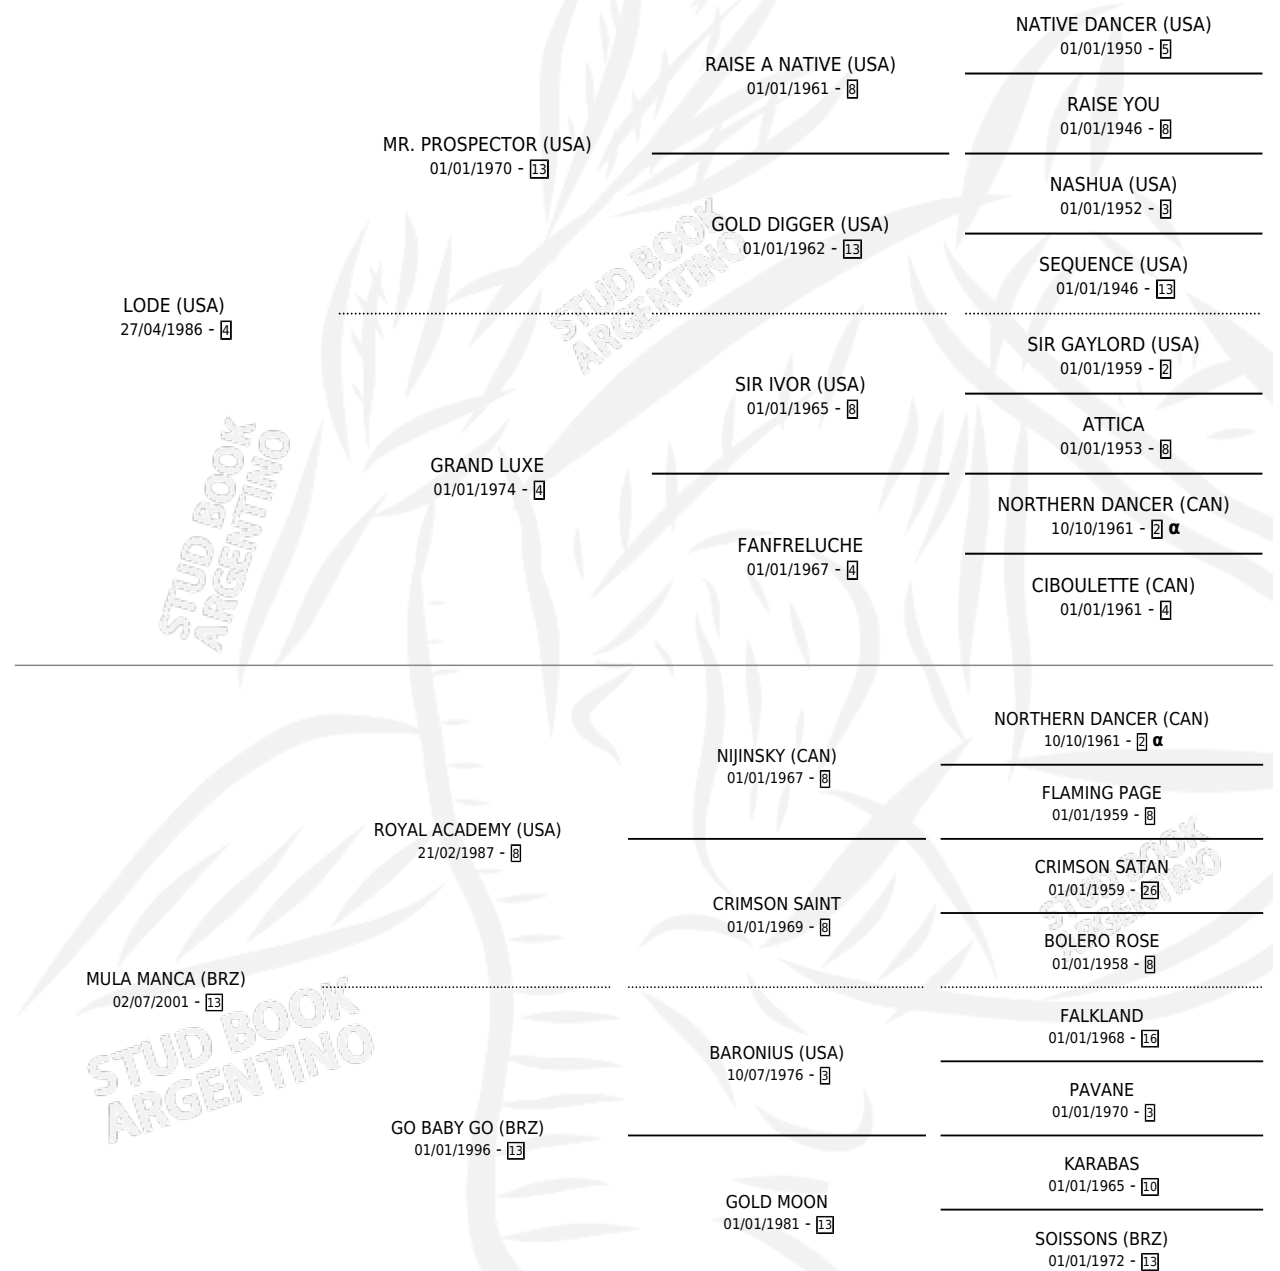 NATIVE DANCER (USA)
01/01/1950 - 5
RAISE A NATIVE (USA)
01/01/1961 - 8
RAISE YOU
01/01/1946 - 8
MR. PROSPECTOR (USA)
01/01/1970 - 13
NASHUA (USA)
01/01/1952 - 3
GOLD DIGGER (USA)
01/01/1962 - 13
SEQUENCE (USA)
01/01/1946 - 13
LODE (USA)
27/04/1986 - 4
STUD BOOK
ARGENTINO
SIR GAYLORD (USA)
01/01/1959 - 2
SIR IVOR (USA)
01/01/1965 - 8
ATTICA
01/01/1953 - 8
GRAND LUXE
01/01/1974 - 4
STUD BOOK
ARGENTINO
NORTHERN DANCER (CAN)
10/10/1961 - 2 α
FANFRELUCHE
01/01/1967 - 4
CIBOULETTE (CAN)
01/01/1961 - 4
NORTHERN DANCER (CAN)
10/10/1961 - 2 α
NIJINSKY (CAN)
01/01/1967 - 8
FLAMING PAGE
01/01/1959 - 8
ROYAL ACADEMY (USA)
21/02/1987 - 8
CRIMSON SATAN
01/01/1959 - 26
STUD BOOK
ARGENTINO
CRIMSON SAINT
01/01/1969 - 8
BOLERO ROSE
01/01/1958 - 8
MULA MANCA (BRZ)
02/07/2001 - 13
STUD BOOK
ARGENTINO
FALKLAND
01/01/1968 - 16
BARONIUS (USA)
10/07/1976 - 3
PAVANE
01/01/1970 - 3
GO BABY GO (BRZ)
01/01/1996 - 13
KARABAS
01/01/1965 - 10
GOLD MOON
01/01/1981 - 13
SOISSONS (BRZ)
01/01/1972 - 13